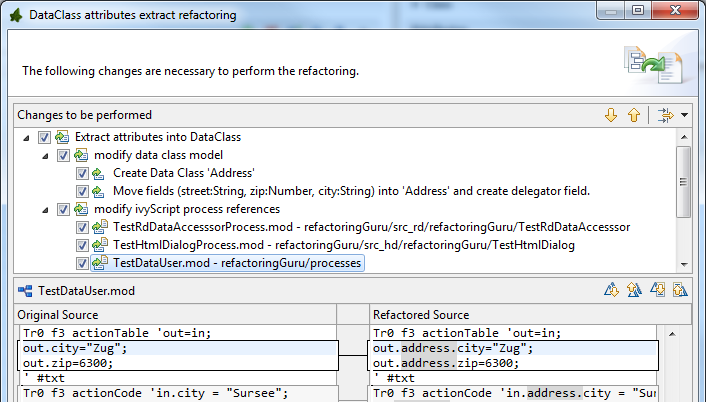 DataClass attributes extract refactoring
The following changes are necessary to perform the refactoring.
Changes to be performed
Extract attributes into DataClass
modify data class model
Create Data Class 'Address'
Move fields (street:String, zip:Number, city:String) into 'Address' and create delegator field.
modify ivyScript process references
TestRdDataAccesssorProcess.mod - refactoringGuru/src_rd/refactoringGuru/TestRdDataAccesssor
TestHtmlDialogProcess.mod - refactoringGuru/src_hd/refactoringGuru/TestHtmlDialog
TestDataUser.mod - refactoringGuru/processes
TestDataUser.mod
Original Source Refactored Source
Tr0 f3 actionTable 'out=in; Tr0 f3 actionTable 'out=in;
out.city="Zug"; out.address.city="Zug";
out.zip=6300; out.address.zip=6300;
' #txt ' #txt
Tr0 f3 actionCode 'in.city = "Sursee"; Tr0 f3 actionCode 'in.address.city = "Sur